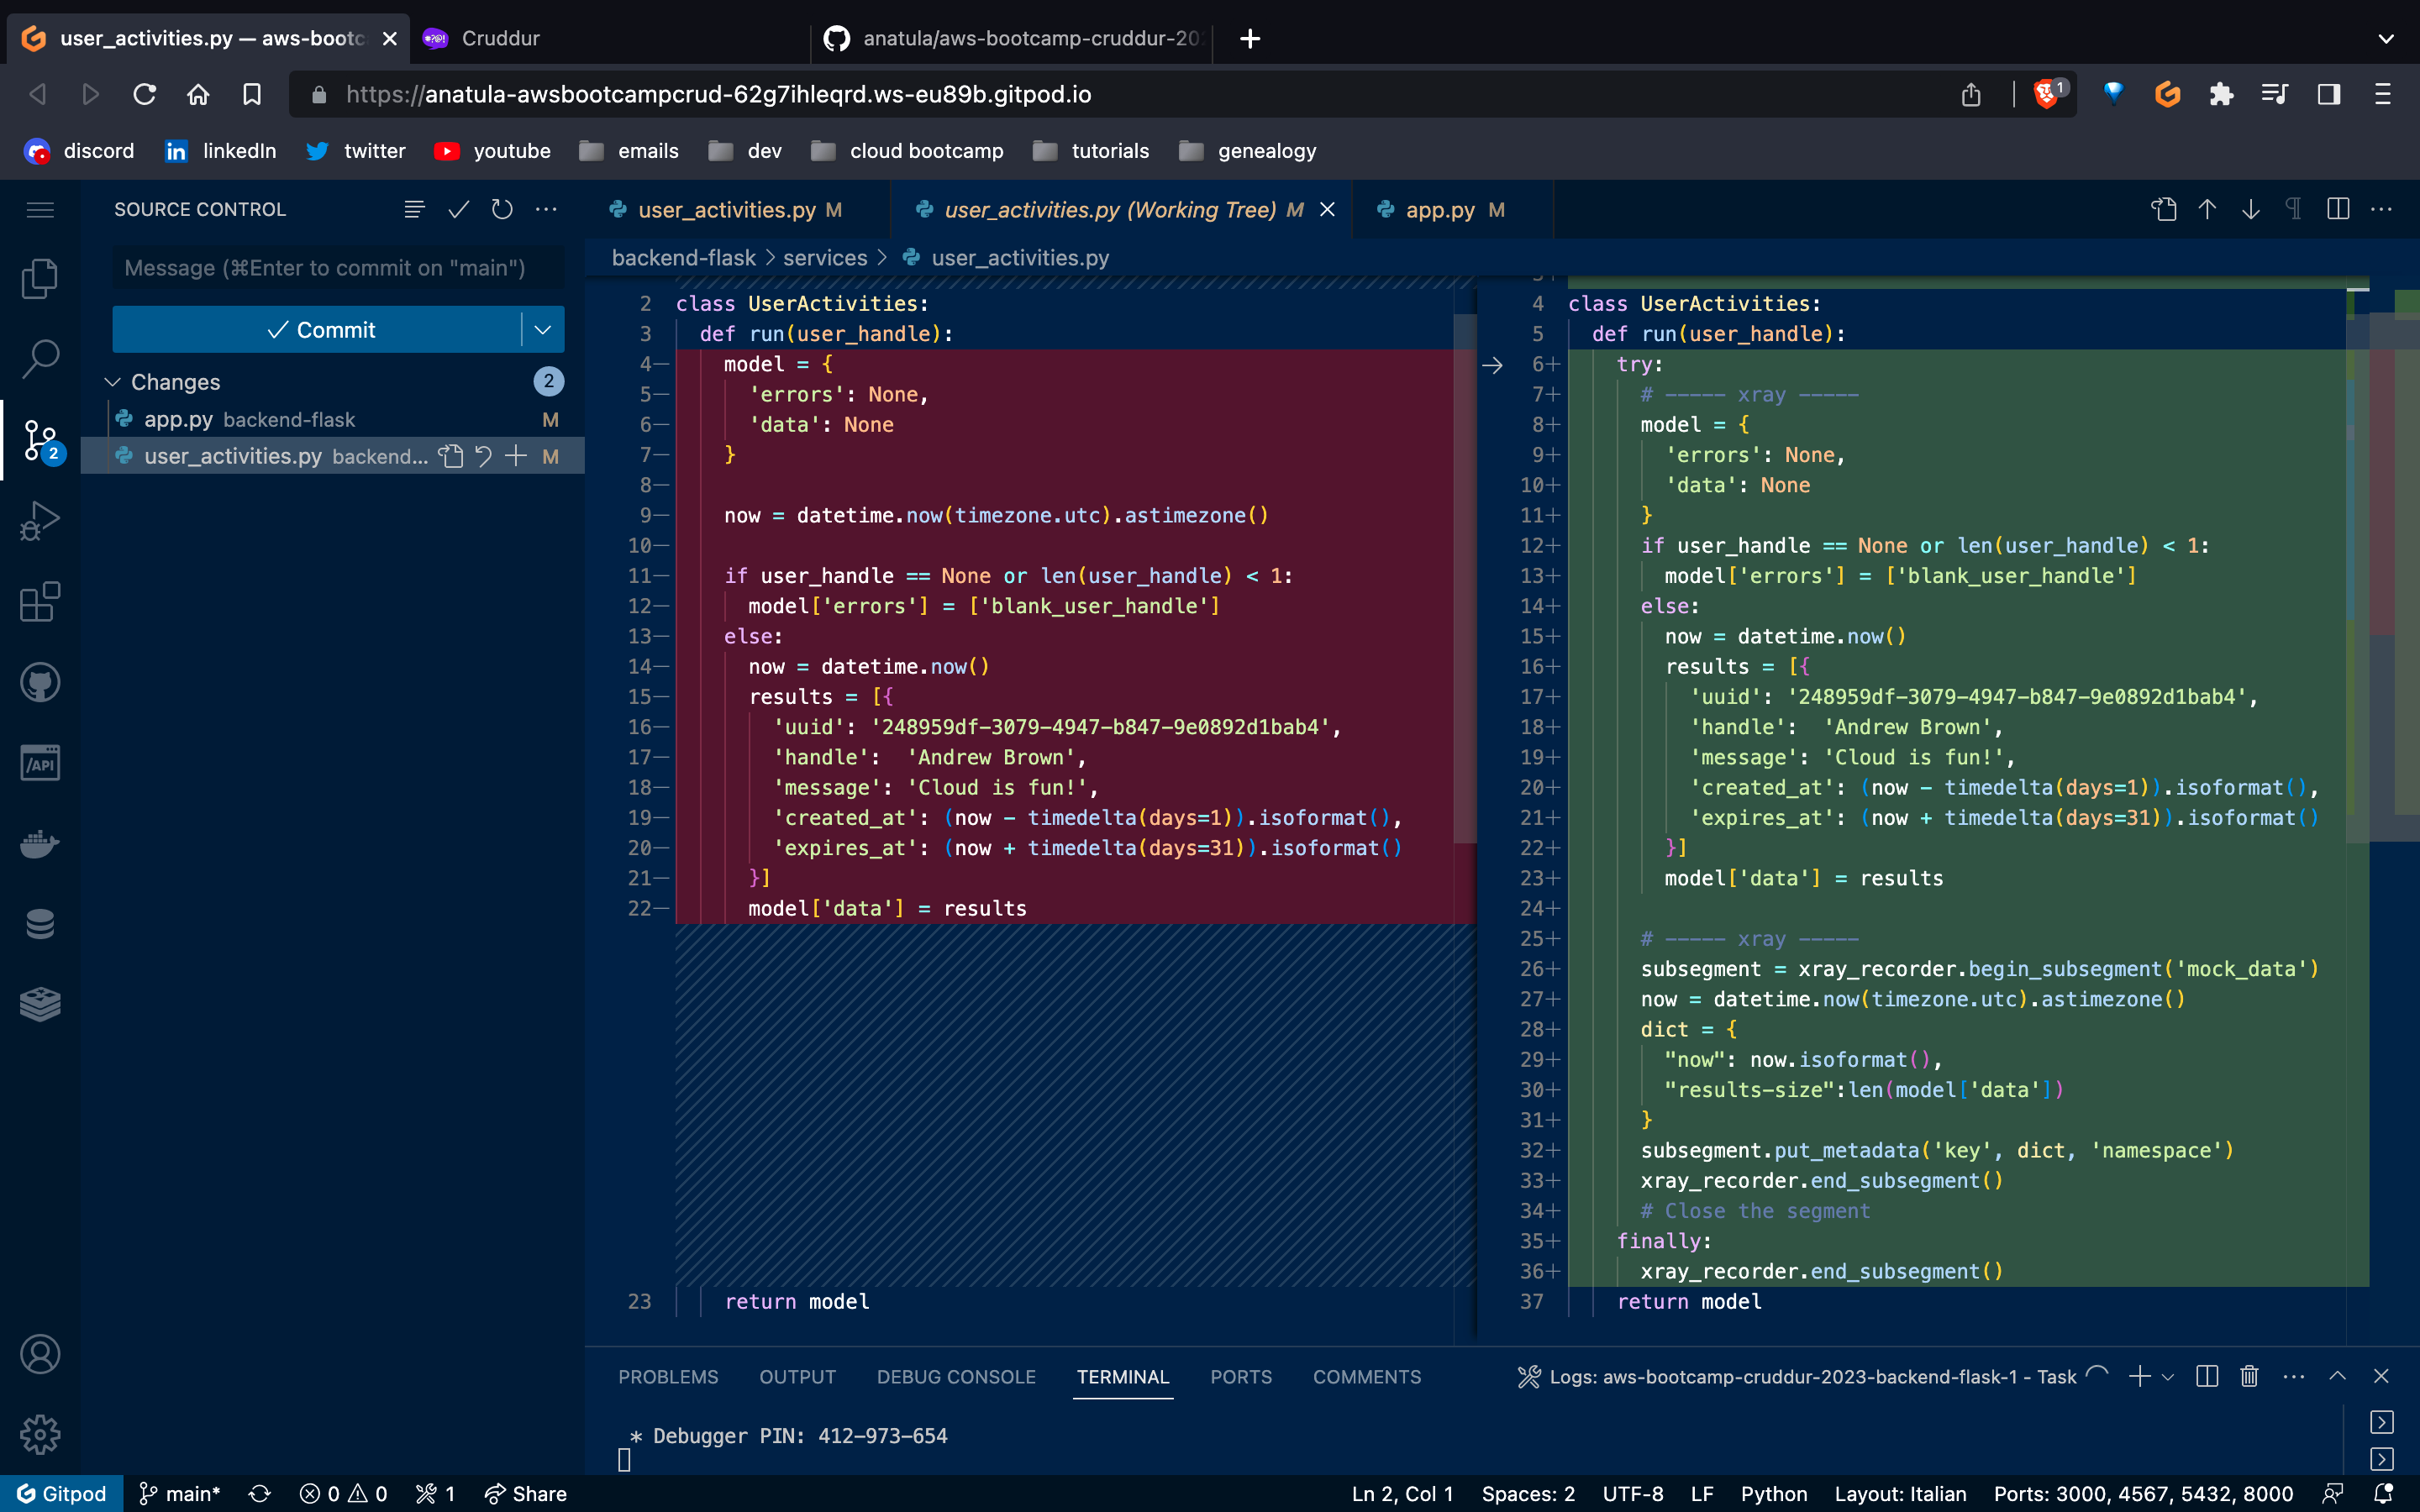 user_activities.py — aws-bootc
Cruddur
anatula/aws-bootcamp-cruddur-20
https://anatula-awsbootcampcrud-62g7ihleqrd.ws-eu89b.gitpod.io
1
discord
linkedIn
twitter
youtube
emails
dev
cloud bootcamp
tutorials
genealogy
SOURCE CONTROL
Message (⌘Enter to commit on "main")
Commit
Changes
2
app.py backend-flask M
user_activities.py backend... M
2
/API
user_activities.py M
user_activities.py (Working Tree) M
app.py M
backend-flask > services > user_activities.py
2 class UserActivities:
3 def run(user_handle):
4— model = {
5— 'errors': None,
6— 'data': None
7— }
8—
9— now = datetime.now(timezone.utc).astimezone()
10—
11— if user_handle == None or len(user_handle) < 1:
12— model['errors'] = ['blank_user_handle']
13— else:
14— now = datetime.now()
15— results = [{
16— 'uuid': '248959df-3079-4947-b847-9e0892d1bab4',
17— 'handle':  'Andrew Brown',
18— 'message': 'Cloud is fun!',
19— 'created_at': (now - timedelta(days=1)).isoformat(),
20— 'expires_at': (now + timedelta(days=31)).isoformat()
21— }]
22— model['data'] = results
23 return model
4 class UserActivities:
5 def run(user_handle):
6+ try:
7+ # ----- xray -----
8+ model = {
9+ 'errors': None,
10+ 'data': None
11+ }
12+ if user_handle == None or len(user_handle) < 1:
13+ model['errors'] = ['blank_user_handle']
14+ else:
15+ now = datetime.now()
16+ results = [{
17+ 'uuid': '248959df-3079-4947-b847-9e0892d1bab4',
18+ 'handle':  'Andrew Brown',
19+ 'message': 'Cloud is fun!',
20+ 'created_at': (now - timedelta(days=1)).isoformat(),
21+ 'expires_at': (now + timedelta(days=31)).isoformat()
22+ }]
23+ model['data'] = results
24+
25+ # ----- xray -----
26+ subsegment = xray_recorder.begin_subsegment('mock_data')
27+ now = datetime.now(timezone.utc).astimezone()
28+ dict = {
29+ "now": now.isoformat(),
30+ "results-size":len(model['data'])
31+ }
32+ subsegment.put_metadata('key', dict, 'namespace')
33+ xray_recorder.end_subsegment()
34+ # Close the segment
35+ finally:
36+ xray_recorder.end_subsegment()
37 return model
PROBLEMS
OUTPUT
DEBUG CONSOLE
TERMINAL
PORTS
COMMENTS
Logs: aws-bootcamp-cruddur-2023-backend-flask-1 - Task
* Debugger PIN: 412-973-654
Gitpod
main*
0
0
1
Share
Ln 2, Col 1
Spaces: 2
UTF-8
LF
Python
Layout: Italian
Ports: 3000, 4567, 5432, 8000